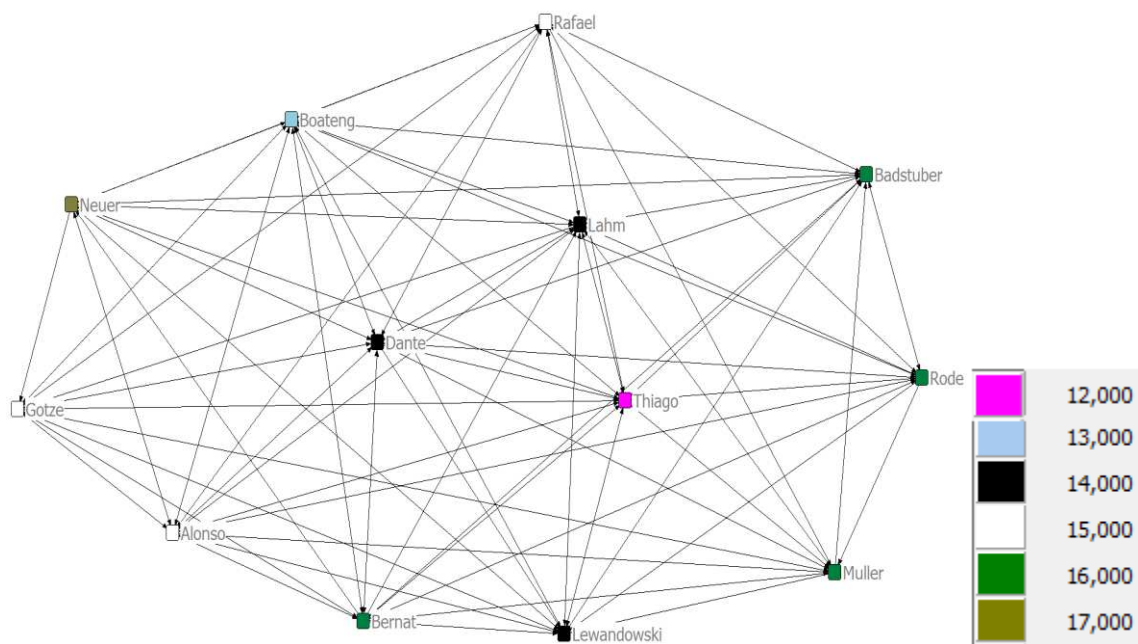 Rafael
Boateng
Badstuber
Neuer
Lahm
Dante
Rode
12,000
Thiago
Gotze
13,000
14,000
Alonso
15,000
Muller
16,000
Bernat
17,000
Lewandowski